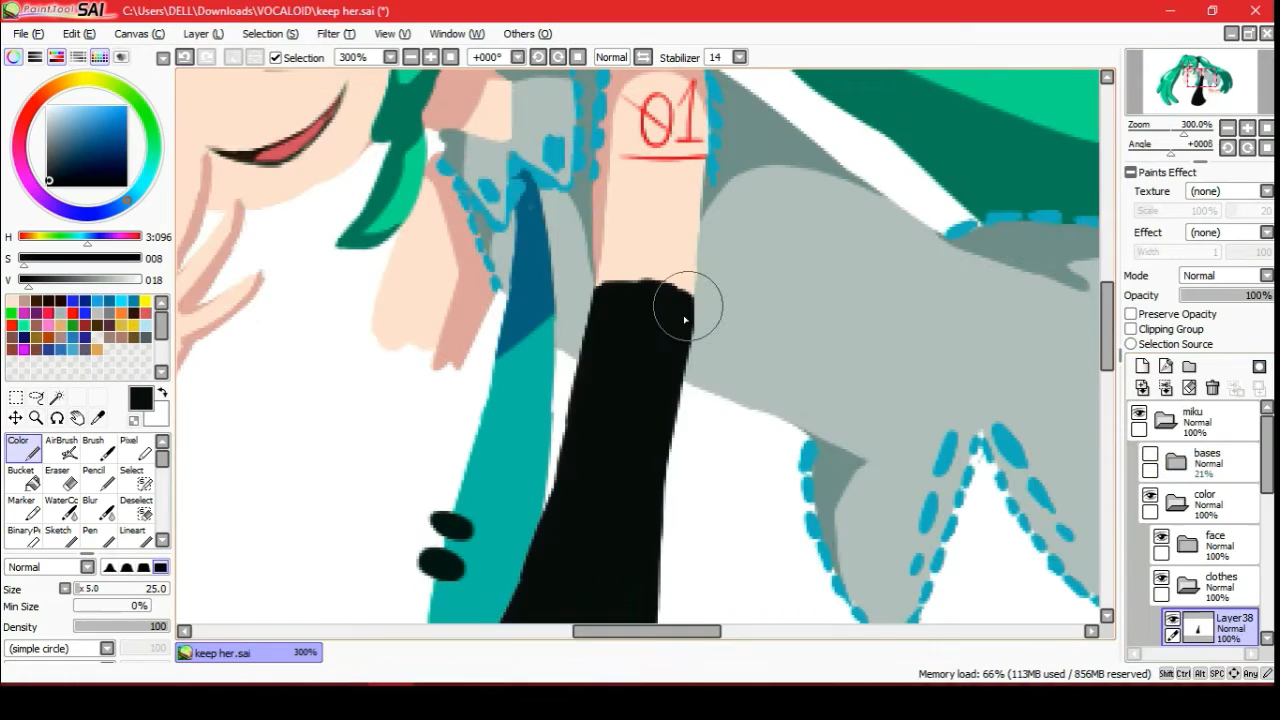 PaintTool SAI C:\Users\DELL\Downloads\VOCALOID\keep her.sai (*)
File (F) Edit (E) Canvas (C) Layer (L) Selection (S) Filter (T) View (V) Window (W) Others (O)
Selection 300% +000° Normal Stabilizer 14
H 3:096
S 008
V 018
Color AirBrush Brush Pixel
Bucket Eraser Pencil Select
Marker WaterCo Blur Deselect
BinaryPe Sketch Pen Lineart
Normal
Size x 5.0 25.0
Min Size 0%
Density 100
(simple circle) 100
01
keep her.sai 300%
Zoom 300.0%
Angle +000θ
Paints Effect
Texture (none)
Scale 100% 20
Effect (none)
Width 1 100
Mode Normal
Opacity 100%
Preserve Opacity
Clipping Group
Selection Source
miku
Normal
100%
bases
Normal
21%
color
Normal
100%
face
Normal
100%
clothes
Normal
100%
Layer38
Normal
100%
Memory load: 66% (113MB used / 856MB reserved) Shift Ctrl Alt SPC Any